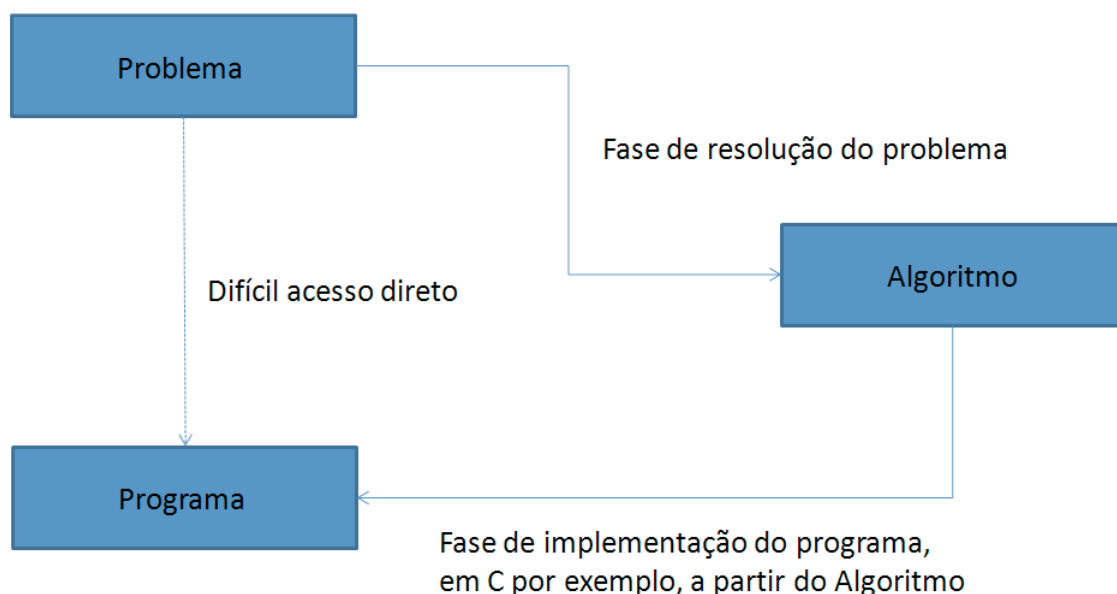 Problema
Fase de resolução do problema
Algoritmo
Difícil acesso direto
Programa
Fase de implementação do programa,
em C por exemplo, a partir do Algoritmo